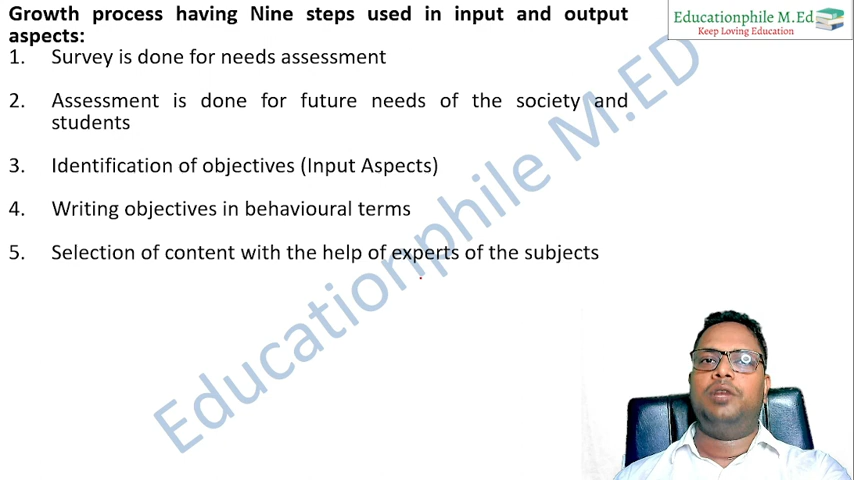 Growth process having Nine steps used in input and output
aspects:
1. Survey is done for needs assessment
2. Assessment is done for future needs of the society and
students
3. Identification of objectives (Input Aspects)
4. Writing objectives in behavioural terms
5. Selection of content with the help of experts of the subjects
Educationphile M.Ed
Keep Loving Education
Educationphile M.ED